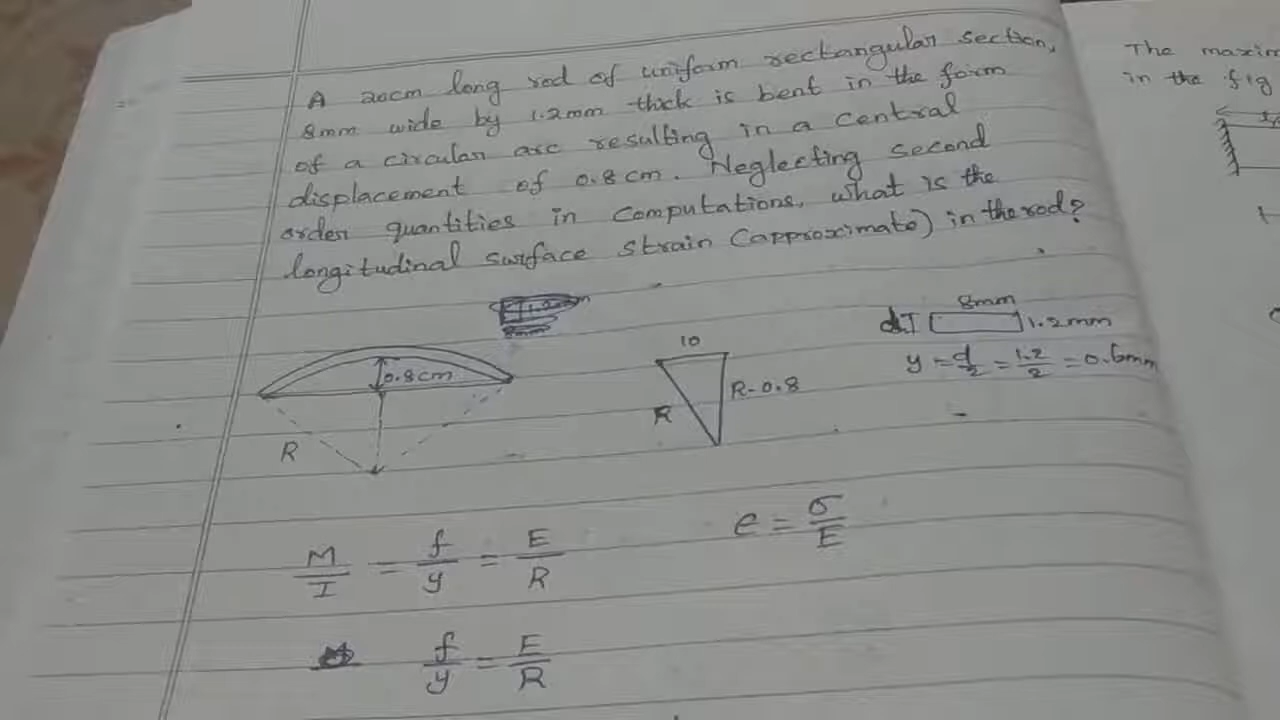 A 20cm long rod of uniform rectangular section,
8mm wide by 1.2mm thick is bent in the form
of a circular arc resulting in a central
displacement of 0.8cm. Neglecting second
order quantities in computations, what is the
longitudinal surface strain (approximate) in the rod?
The maxim
in the fig
0.8cm
R
10
R
R-0.8
8mm
d 1.2mm
y = d/2 = 1.2/2 = 0.6mm
M/I = f/y = E/R
e = σ/E
f/y = E/R